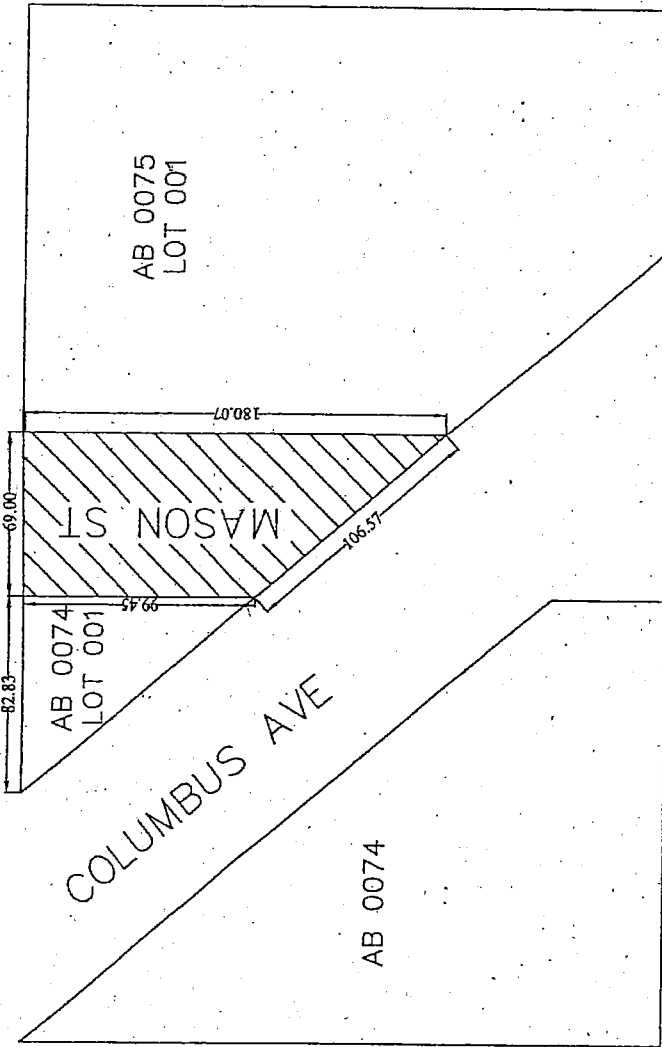 82.83
69.00
99.45
180.07
106.57
AB 0074
LOT 001
MASON ST
AB 0075
LOT 001
COLUMBUS AVE
AB 0074